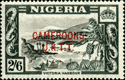 NIGERIA
CAMEROONS
U.K.T.T.
2/6
VICTORIA HARBOUR